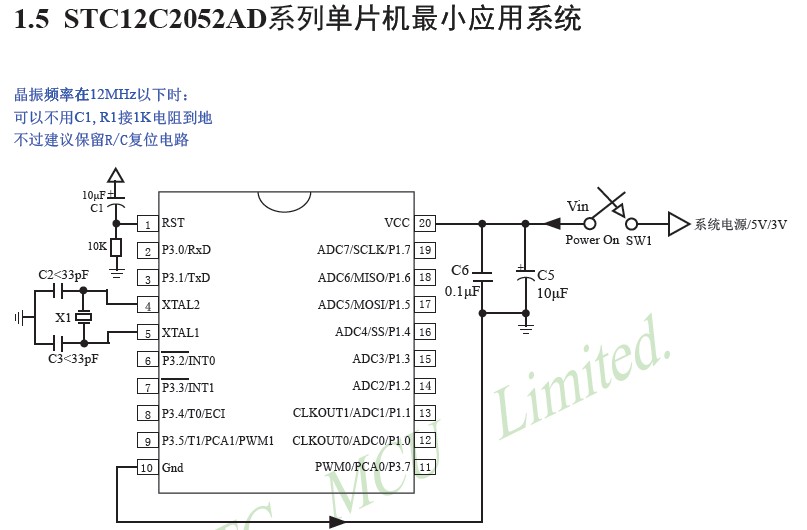 1.5 STC12C2052AD系列单片机最小应用系统
晶振频率在12MHz以下时：
可以不用C1, R1接1K电阻到地
不过建议保留R/C复位电路
10μF+
C1
10K
C2<33pF
X1
C3<33pF
1 RST
2 P3.0/RxD
3 P3.1/TxD
4 XTAL2
5 XTAL1
6 P3.2/INT0
7 P3.3/INT1
8 P3.4/T0/ECI
9 P3.5/T1/PCA1/PWM1
10 Gnd
VCC 20
ADC7/SCLK/P1.7 19
ADC6/MISO/P1.6 18
ADC5/MOSI/P1.5 17
ADC4/SS/P1.4 16
ADC3/P1.3 15
ADC2/P1.2 14
CLKOUT1/ADC1/P1.1 13
CLKOUT0/ADC0/P1.0 12
PWM0/PCA0/P3.7 11
C6
0.1μF
+
C5
10μF
Vin
Power On SW1
系统电源/5V/3V
MCU Limited.